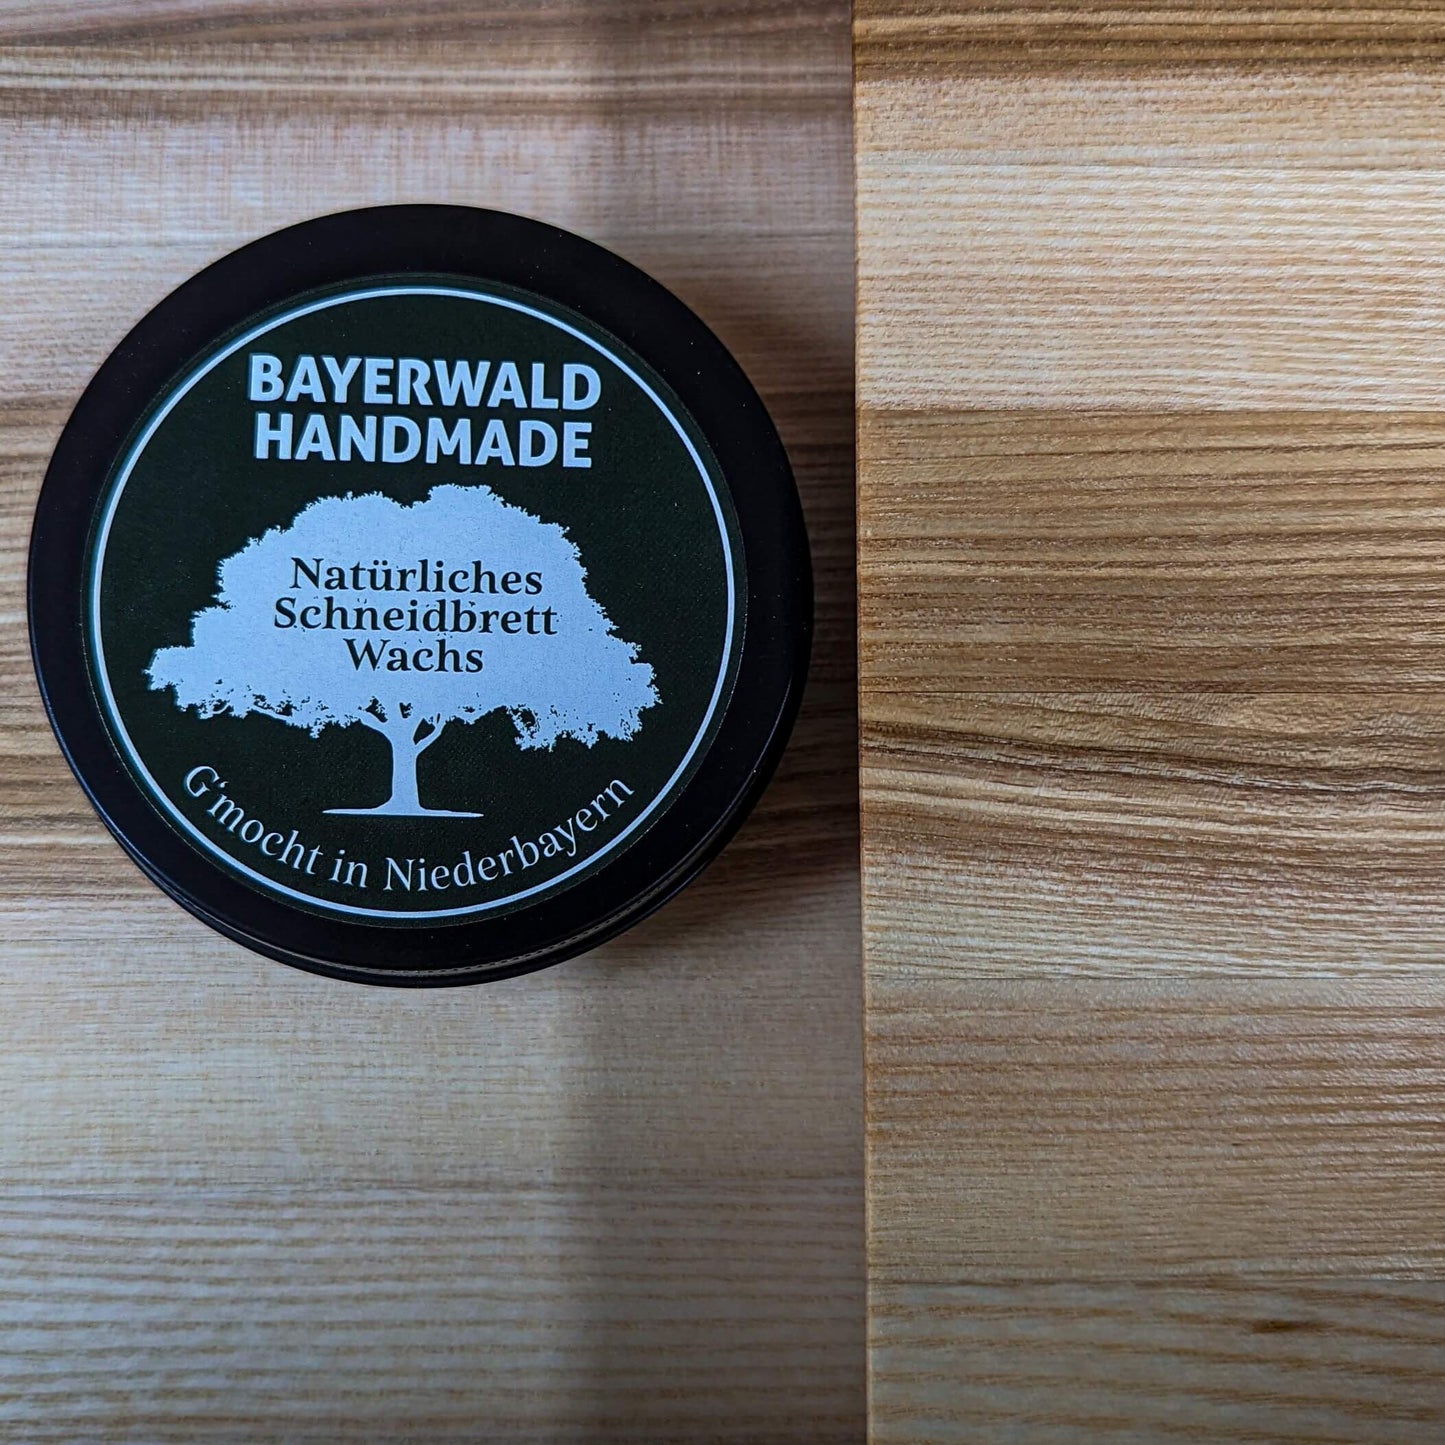 BAYERWALD
HANDMADE
Natürliches
Schneidbrett
Wachs
G'mocht in Niederbayern